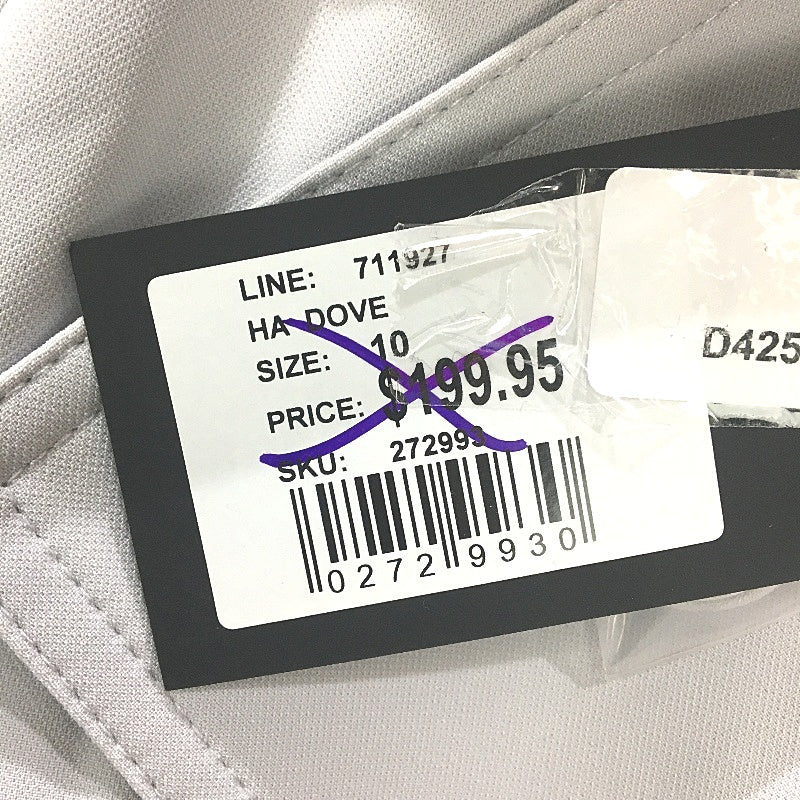 LINE: 711927
HA DOVE
SIZE: 10
PRICE: $199.95
SKU: 272993
0272 9930
D425